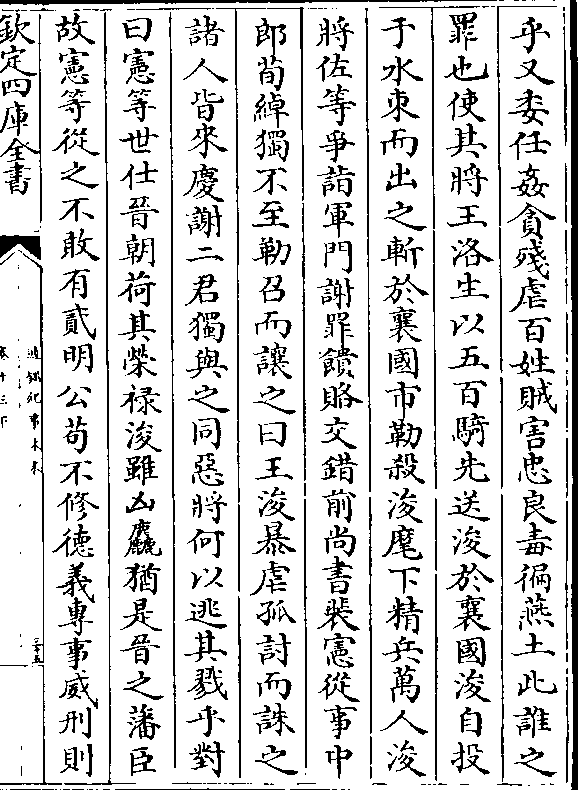 乎又委任姦貪殘虐百姓賊害忠良毒徧燕土此誰之
罪也使其將王洛生以五百騎先送浚於襄國浚自投
于水束而出之斬於襄國市勒殺浚麾下精兵萬人浚
將佐等爭詣軍門謝罪饋賂交錯前尚書裴憲從事中
郎荀綽獨不至勒召而讓之曰王浚暴虐孤討而誅之
諸人皆來慶謝二君獨與之同惡將何以逃其戮乎對
曰憲等世仕晉朝荷其榮祿浚雖凶麤猶是晉之藩臣
故憲等從之不敢有貳明公苟不修德義專事威刑則
欽定四庫全書
通鑑紀事本末
卷十三下
三十五